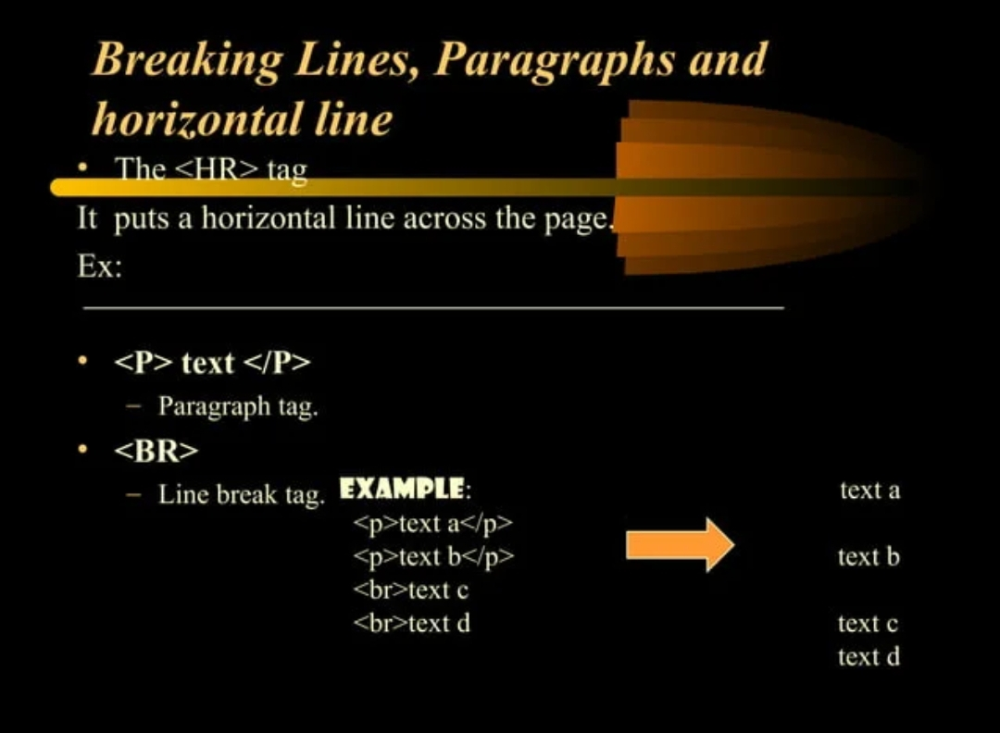 Breaking Lines, Paragraphs and
horizontal line
• The <HR> tag
It puts a horizontal line across the page.
Ex:
• <P> text </P>
– Paragraph tag.
• <BR>
– Line break tag.
EXAMPLE:
<p>text a</p>
<p>text b</p>
<br>text c
<br>text d
text a
text b
text c
text d